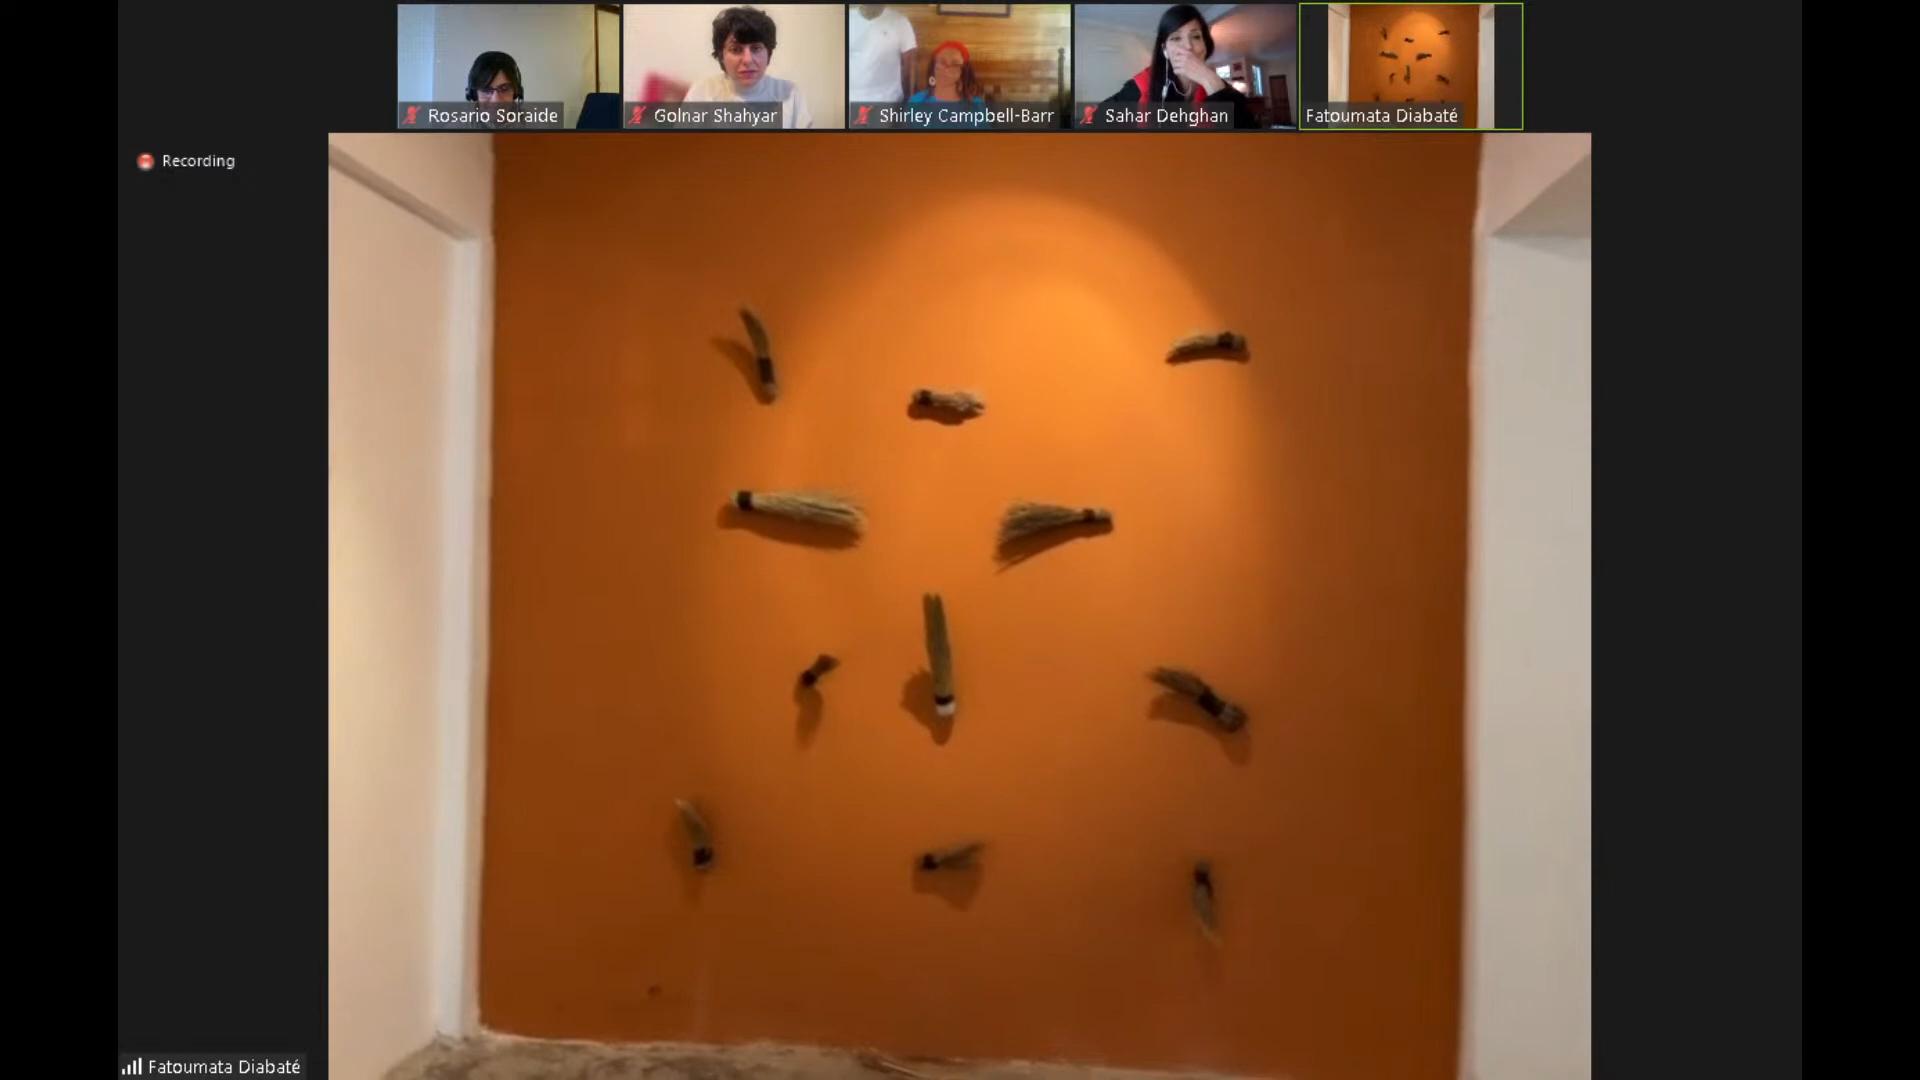 Rosario Soraide
Golnar Shahyar
Shirley Campbell-Barr
Sahar Dehghan
Fatoumata Diabaté
Recording
Fatoumata Diabaté